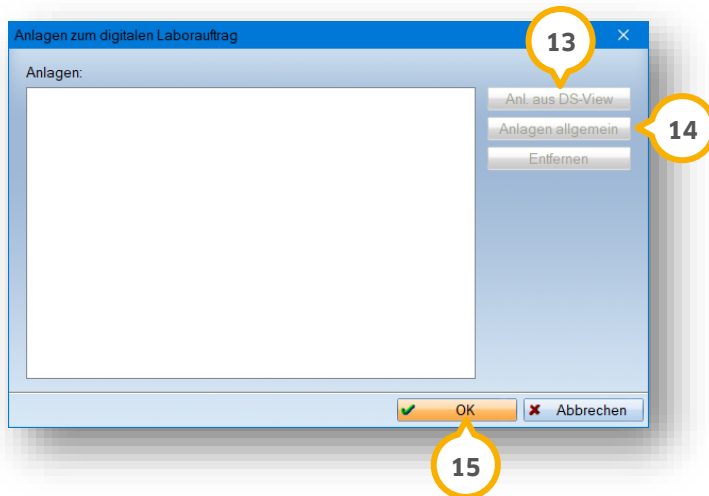 Anlagen zum digitalen Laborauftrag
13
Anlagen:
Anl. aus DS-View
Anlagen allgemein
14
Entfernen
OK
Abbrechen
15